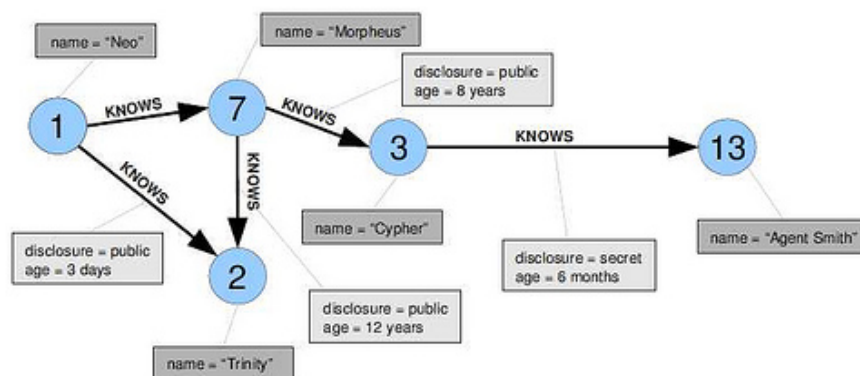 name = "Neo"
name = "Morpheus"
disclosure = public
age = 8 years
1
KNOWS
7
KNOWS
3
KNOWS
13
KNOWS
KNOWS
name = "Cypher"
name = "Agent Smith"
disclosure = public
age = 3 days
2
disclosure = secret
age = 6 months
disclosure = public
age = 12 years
name = "Trinity"